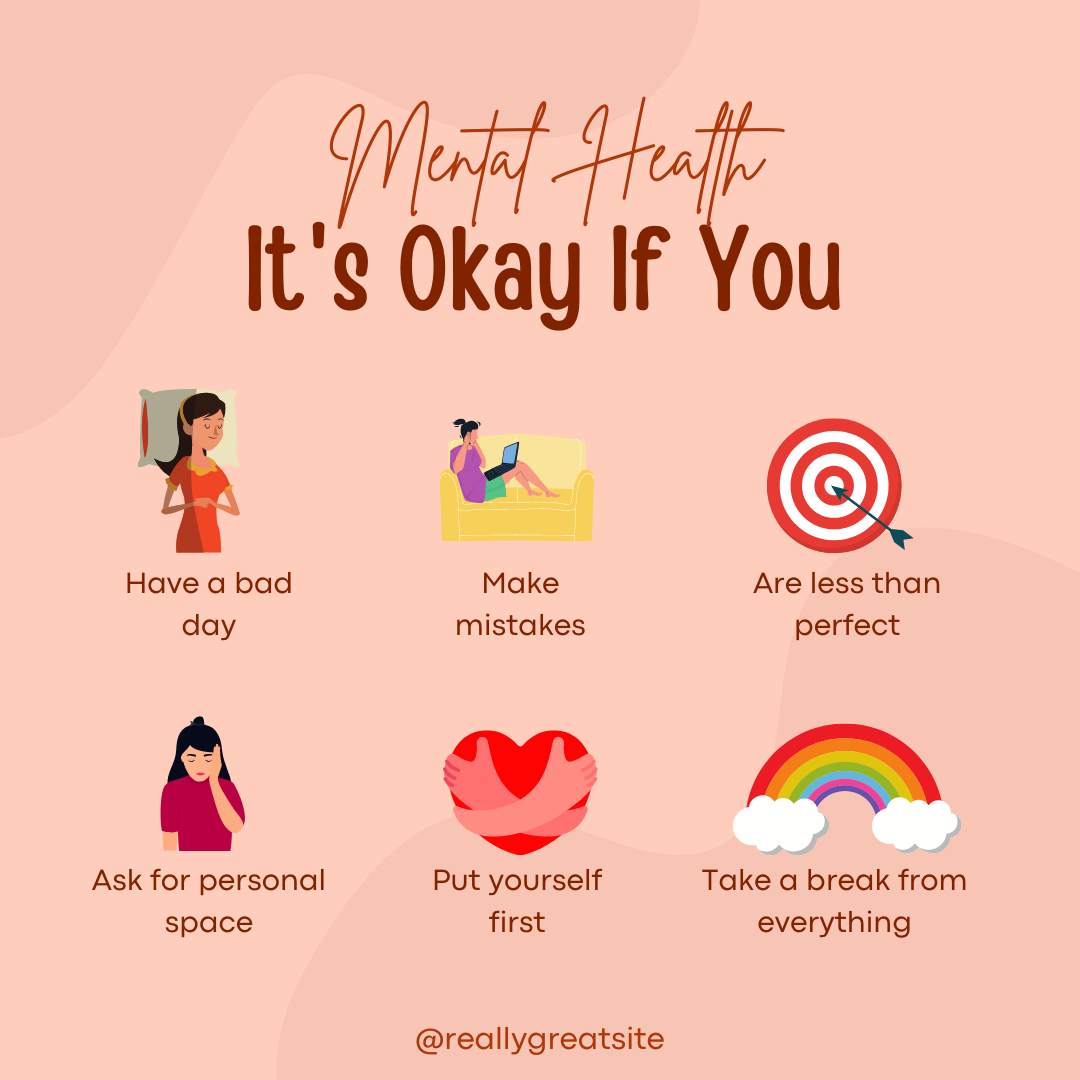 Mental Health
It's Okay If You
Have a bad
day
Make
mistakes
Are less than
perfect
Ask for personal
space
Put yourself
first
Take a break from
everything
@reallygreatsite